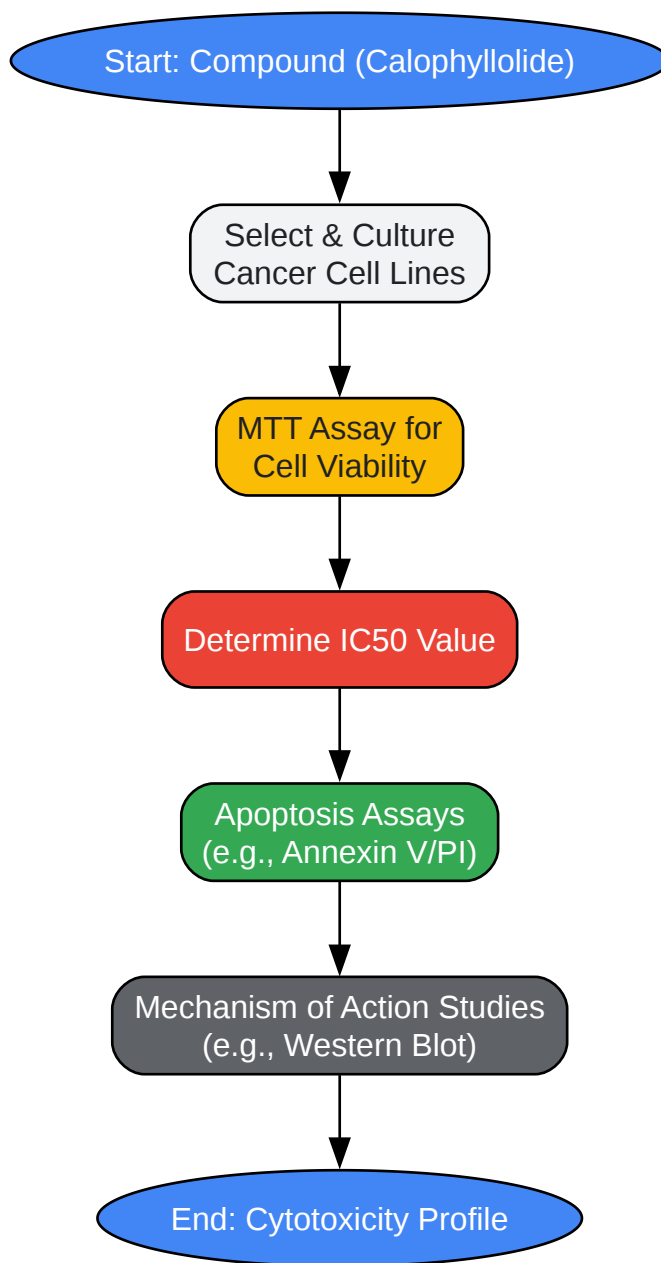 Start: Compound (Calophyllolide)
Select & Culture
Cancer Cell Lines
MTT Assay for
Cell Viability
Determine IC50 Value
Apoptosis Assays
(e.g., Annexin V/PI)
Mechanism of Action Studies
(e.g., Western Blot)
End: Cytotoxicity Profile